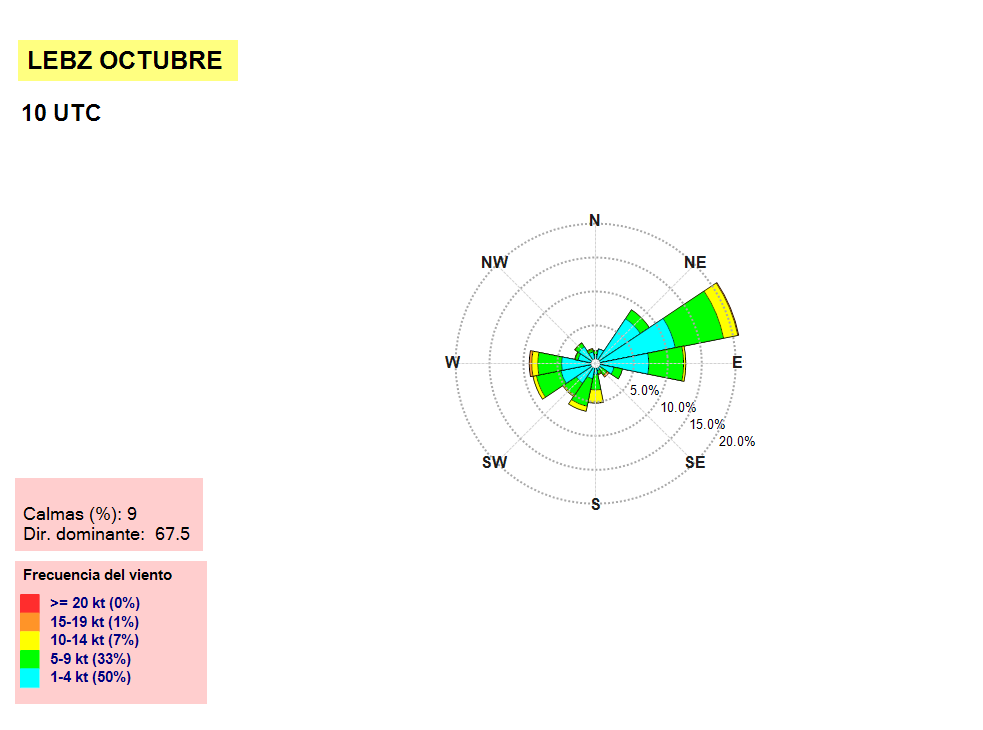 LEBZ OCTUBRE
10 UTC
N
NW
NE
W
E
5.0%
10.0%
15.0%
20.0%
SW
SE
S
Calmas (%): 9
Dir. dominante: 67.5
Frecuencia del viento
>= 20 kt (0%)
15-19 kt (1%)
10-14 kt (7%)
5-9 kt (33%)
1-4 kt (50%)